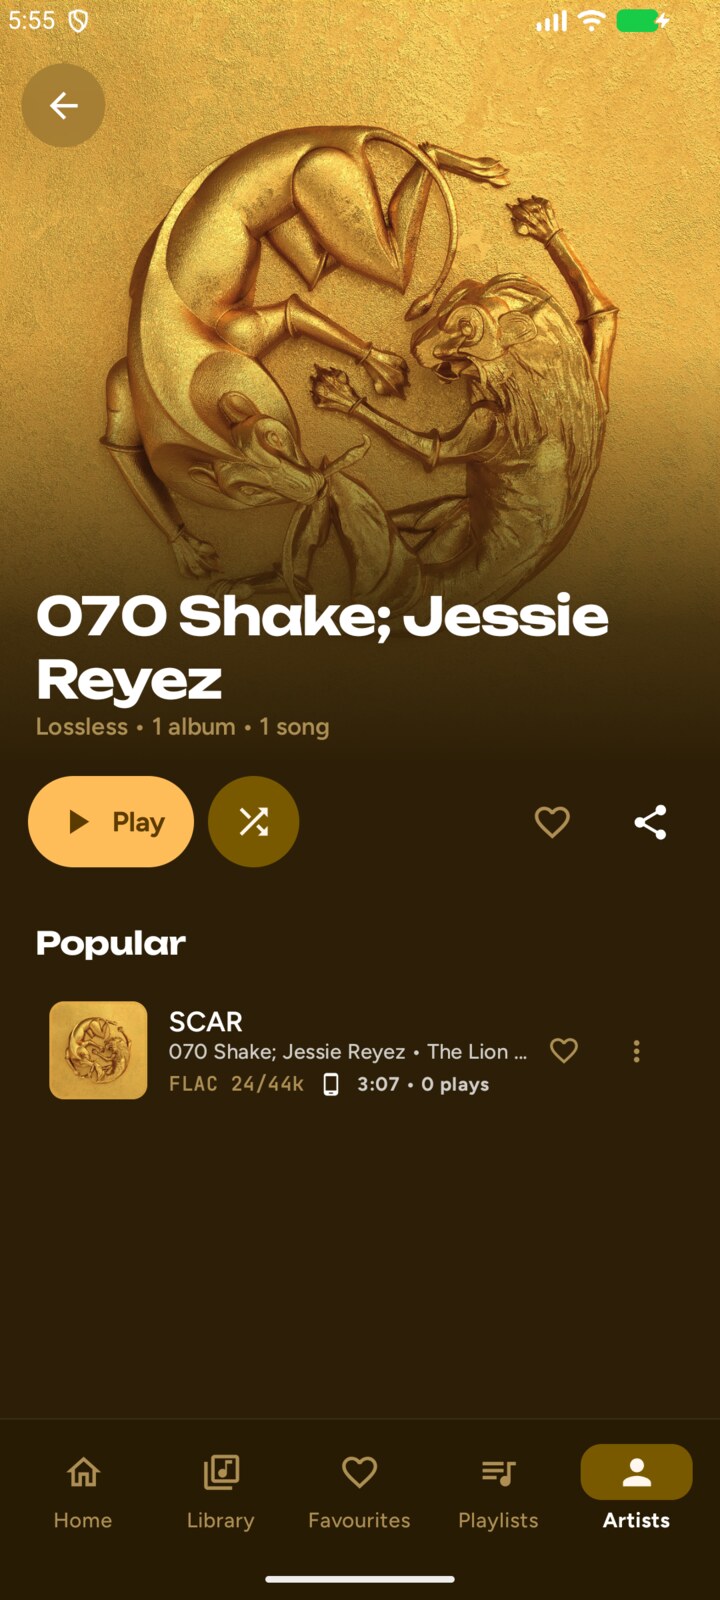 5:55
070 Shake; Jessie
Reyez
Lossless • 1 album • 1 song
Play
Popular
SCAR
070 Shake; Jessie Reyez • The Lion ...
FLAC 24/44k 3:07 • 0 plays
Home Library Favourites Playlists Artists